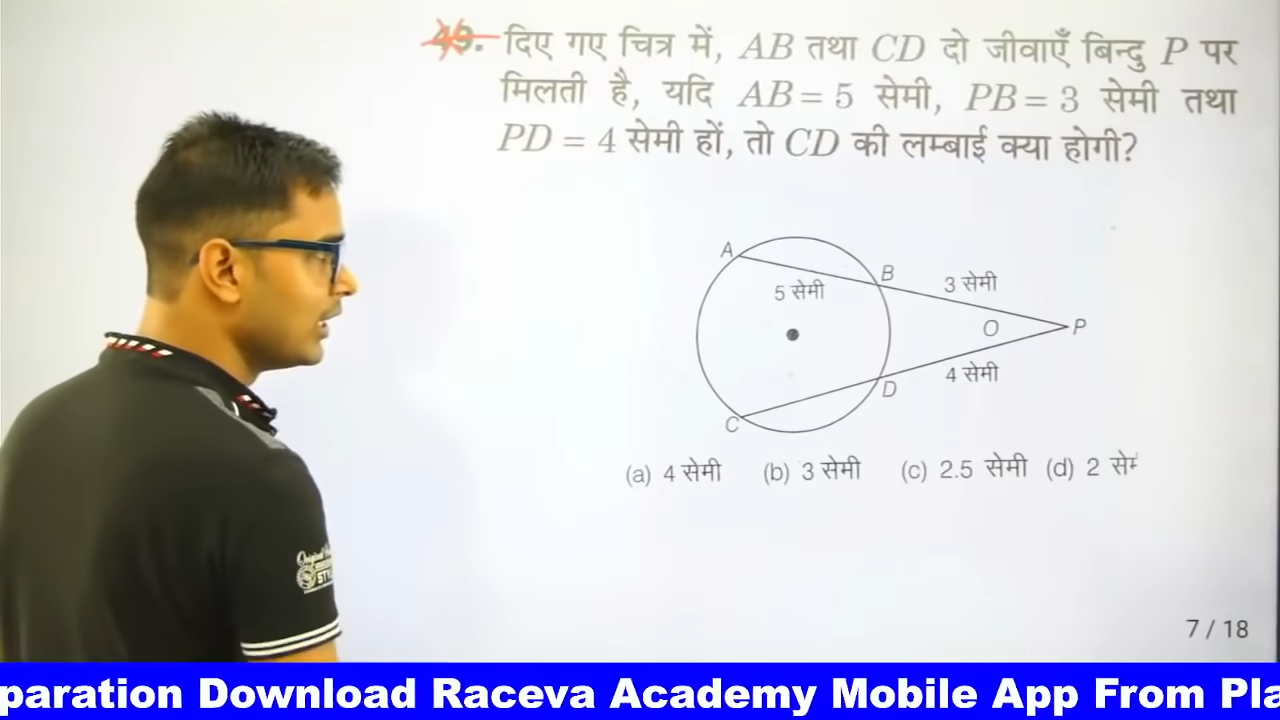 49. दिए गए चित्र में, AB तथा CD दो जीवाएँ बिन्दु P पर
मिलती है, यदि AB = 5 सेमी, PB = 3 सेमी तथा
PD = 4 सेमी हों, तो CD की लम्बाई क्या होगी?
A
B
3 सेमी
5 सेमी
O
P
4 सेमी
D
C
(a) 4 सेमी (b) 3 सेमी (c) 2.5 सेमी (d) 2
7 / 18
paration Download Raceva Academy Mobile App From Pla